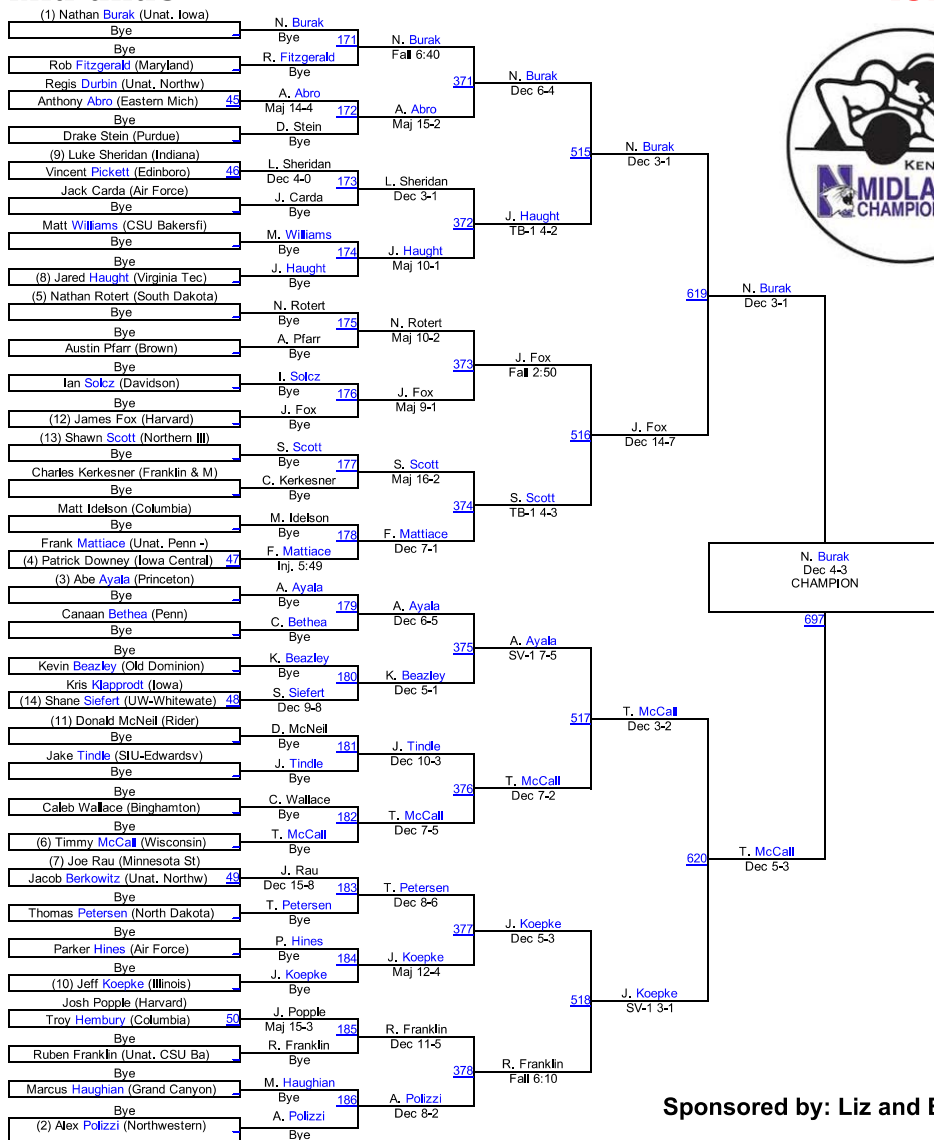 (1) Nathan Burak (Unat. Iowa)
Bye
Bye
Rob Fitzgerald (Maryland)
Regis Durbin (Unat. Northw)
Anthony Abro (Eastern Mich) 45
Bye
Drake Stein (Purdue)
(9) Luke Sheridan (Indiana)
Vincent Pickett (Edinboro) 46
Jack Carda (Air Force)
Bye
Matt Williams (CSU Bakersfi)
Bye
Bye
(8) Jared Haught (Virginia Tec)
(5) Nathan Rotert (South Dakota)
Bye
Bye
Austin Pfarr (Brown)
Bye
Ian Solcz (Davidson)
Bye
(12) James Fox (Harvard)
(13) Shawn Scott (Northern Ill)
Bye
Charles Kerkesner (Franklin & M)
Bye
Matt Idelson (Columbia)
Bye
Frank Mattiace (Unat. Penn -)
(4) Patrick Downey (Iowa Central) 47
(3) Abe Ayala (Princeton)
Bye
Canaan Bethea (Penn)
Bye
Bye
Kevin Beazley (Old Dominion)
Kris Klapprodt (Iowa)
(14) Shane Siefert (UW-Whitewate) 48
(11) Donald McNeil (Rider)
Bye
Jake Tindle (SIU-Edwardsv)
Bye
Bye
Caleb Wallace (Binghamton)
Bye
(6) Timmy McCall (Wisconsin)
(7) Joe Rau (Minnesota St)
Jacob Berkowitz (Unat. Northw) 49
Bye
Thomas Petersen (North Dakota)
Bye
Parker Hines (Air Force)
Bye
(10) Jeff Koepke (Illinois)
Josh Popple (Harvard)
Troy Hembury (Columbia) 50
Bye
Ruben Franklin (Unat. CSU Ba)
Bye
Marcus Haughian (Grand Canyon)
Bye
(2) Alex Polizzi (Northwestern)
N. Burak
Bye
171
R. Fitzgerald
Bye
A. Abro
Maj 14-4
172
D. Stein
Bye
L. Sheridan
Dec 4-0
173
J. Carda
Bye
M. Williams
Bye
174
J. Haught
Bye
N. Rotert
Bye
175
A. Pfarr
Bye
I. Solcz
Bye
176
J. Fox
Bye
S. Scott
Bye
177
C. Kerkesner
Bye
M. Idelson
Bye
178
F. Mattiace
Inj. 5:49
A. Ayala
Bye
179
C. Bethea
Bye
K. Beazley
Bye
180
S. Siefert
Dec 9-8
D. McNeil
Bye
181
J. Tindle
Bye
C. Wallace
Bye
182
T. McCall
Bye
J. Rau
Dec 15-8
183
T. Petersen
Bye
P. Hines
Bye
184
J. Koepke
Bye
J. Popple
Maj 15-3
185
R. Franklin
Bye
M. Haughian
Bye
186
A. Polizzi
Bye
N. Burak
Fall 6:40
371
A. Abro
Maj 15-2
L. Sheridan
Dec 3-1
372
J. Haught
Maj 10-1
N. Rotert
Maj 10-2
373
J. Fox
Maj 9-1
S. Scott
Maj 16-2
374
F. Mattiace
Dec 7-1
A. Ayala
Dec 6-5
375
K. Beazley
Dec 5-1
J. Tindle
Dec 10-3
376
T. McCall
Dec 7-5
T. Petersen
Dec 8-6
377
J. Koepke
Maj 12-4
R. Franklin
Dec 11-5
378
A. Polizzi
Dec 8-2
N. Burak
Dec 6-4
515
J. Haught
TB-1 4-2
J. Fox
Fall 2:50
516
S. Scott
TB-1 4-3
A. Ayala
SV-1 7-5
517
T. McCall
Dec 7-2
J. Koepke
Dec 5-3
518
R. Franklin
Fall 6:10
N. Burak
Dec 3-1
619
J. Fox
Dec 14-7
T. McCall
Dec 3-2
620
J. Koepke
SV-1 3-1
N. Burak
Dec 3-1
T. McCall
Dec 5-3
N. Burak
Dec 4-3
CHAMPION
697
KEN
N MIDLA
CHAMPION
Sponsored by: Liz and